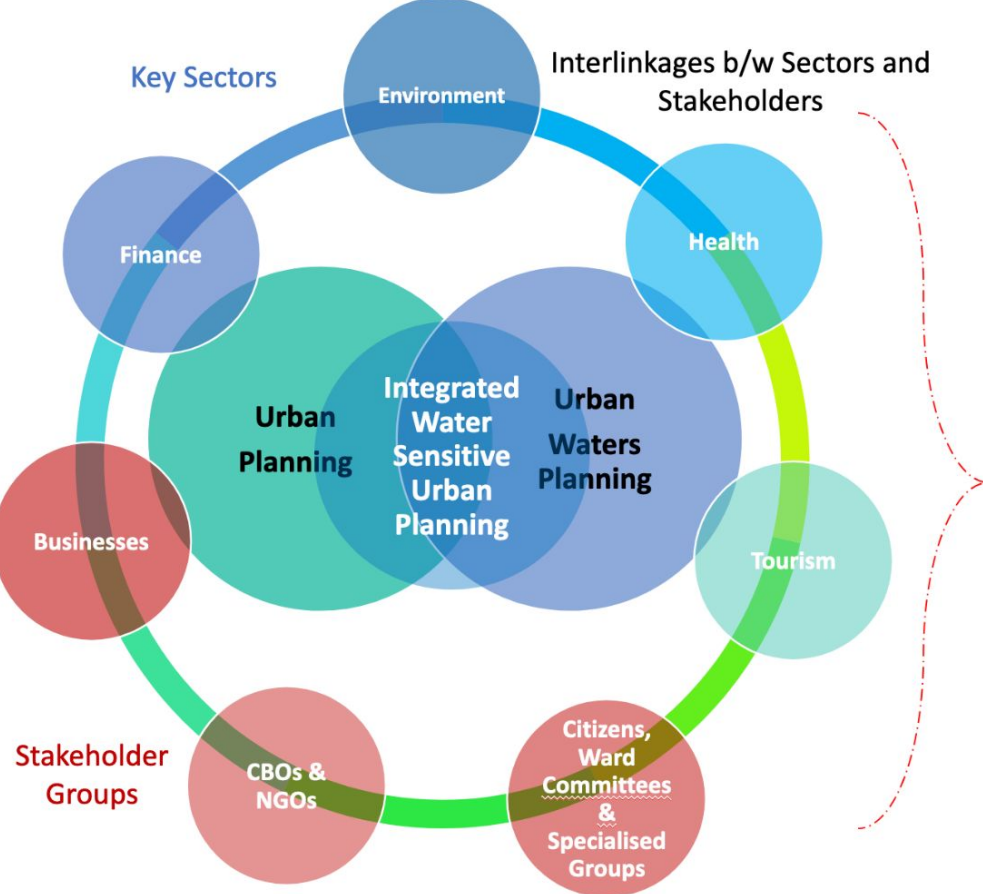 Key Sectors
Interlinkages b/w Sectors and
Stakeholders
Environment
Finance
Health
Urban
Planning
Integrated
Water
Sensitive
Urban
Planning
Urban
Waters
Planning
Businesses
Tourism
Stakeholder
Groups
CBOs &
NGOs
Citizens,
Ward
Committees
&
Specialised
Groups